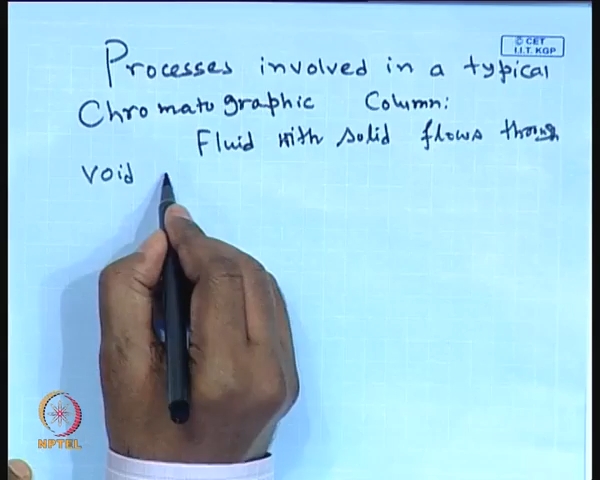 Processes involved in a typical
© CET
I.I.T. KGP
Chromatographic Column:
Fluid with solid flows through
void
NPTEL